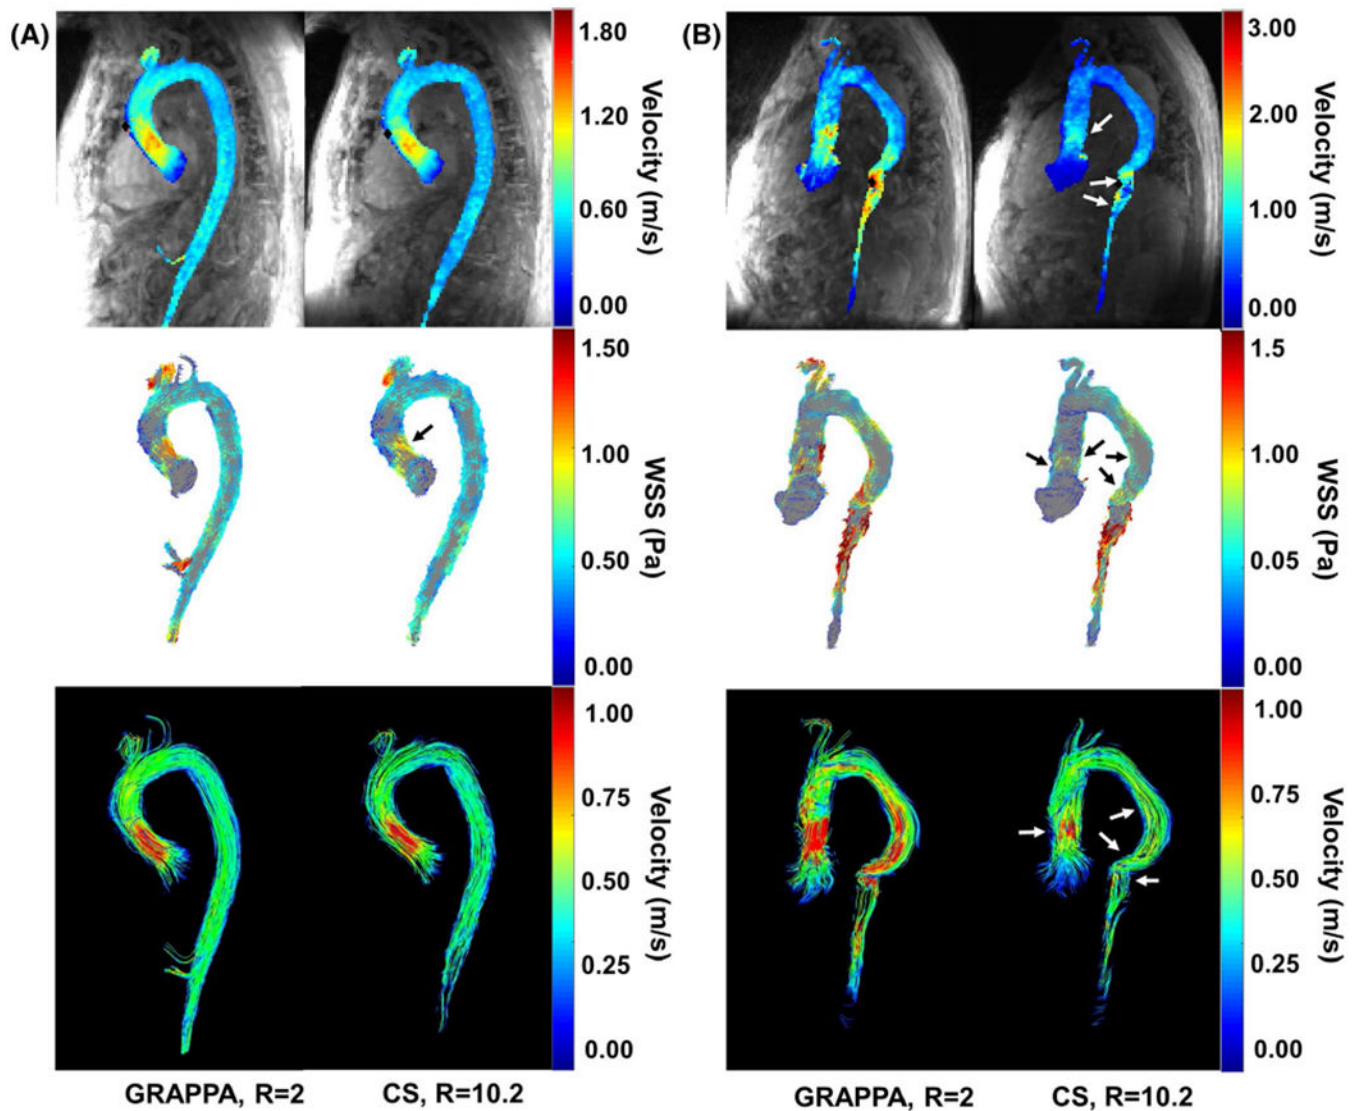 (A)
1.80
1.20
0.60
0.00
Velocity (m/s)
(B)
3.00
2.00
1.00
0.00
Velocity (m/s)
1.50
1.00
0.50
0.00
WSS (Pa)
1.5
1.00
0.05
0.00
WSS (Pa)
1.00
0.75
0.50
0.25
0.00
Velocity (m/s)
1.00
0.75
0.50
0.25
0.00
Velocity (m/s)
GRAPPA, R=2
CS, R=10.2
GRAPPA, R=2
CS, R=10.2